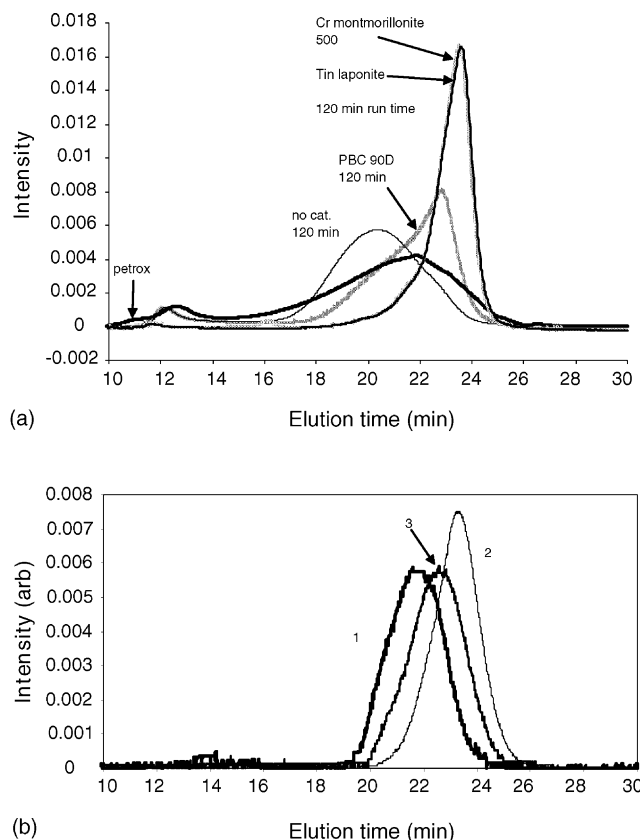 (a)
Intensity
0.018
0.016
0.014
0.012
0.01
0.008
0.006
0.004
0.002
0
-0.002
Cr montmorillonite
500
Tin laponite
120 min run time
PBC 90D
120 min
no cat.
120 min
petrox
10 12 14 16 18 20 22 24 26 28 30
Elution time (min)
(b)
Intensity (arb)
0.008
0.007
0.006
0.005
0.004
0.003
0.002
0.001
0
3
2
1
10 12 14 16 18 20 22 24 26 28 30
Elution time (min)